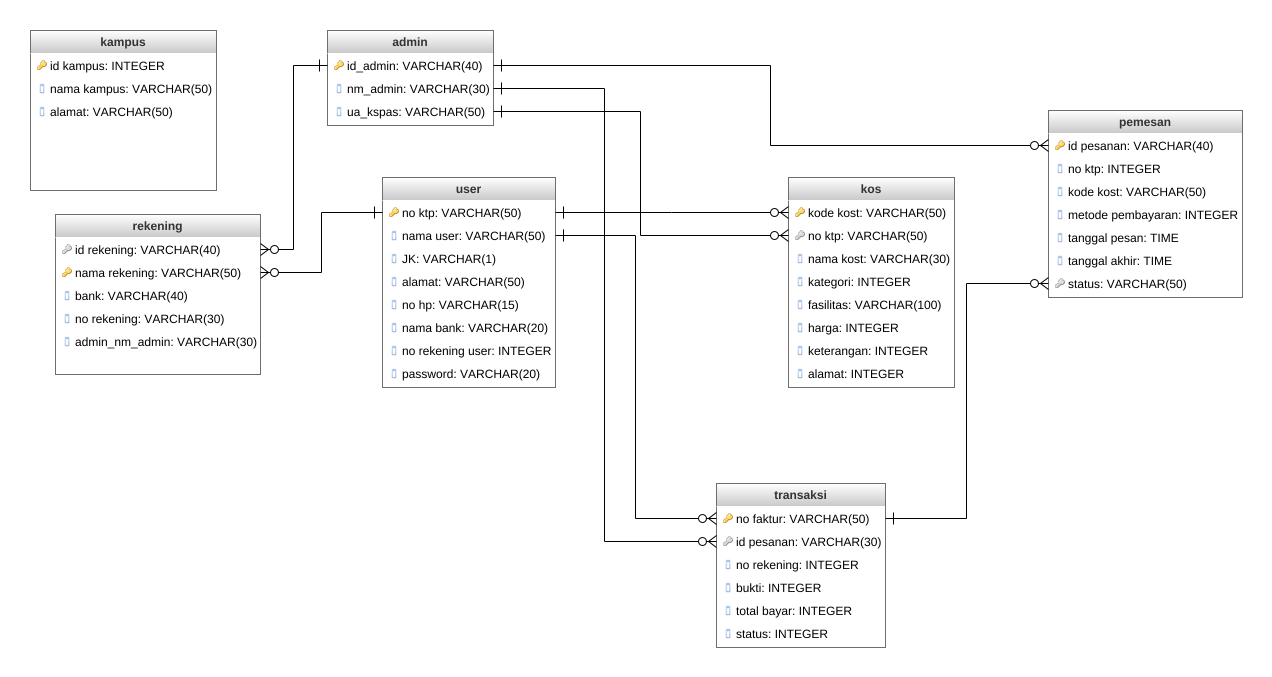 kampus
id kampus: INTEGER
nama kampus: VARCHAR(50)
alamat: VARCHAR(50)
admin
id_admin: VARCHAR(40)
nm_admin: VARCHAR(30)
ua_kspas: VARCHAR(50)
pemesan
id pesanan: VARCHAR(40)
no ktp: INTEGER
kode kost: VARCHAR(50)
metode pembayaran: INTEGER
tanggal pesan: TIME
tanggal akhir: TIME
status: VARCHAR(50)
rekening
id rekening: VARCHAR(40)
nama rekening: VARCHAR(50)
bank: VARCHAR(40)
no rekening: VARCHAR(30)
admin_nm_admin: VARCHAR(30)
user
no ktp: VARCHAR(50)
nama user: VARCHAR(50)
JK: VARCHAR(1)
alamat: VARCHAR(50)
no hp: VARCHAR(15)
nama bank: VARCHAR(20)
no rekening user: INTEGER
password: VARCHAR(20)
kos
kode kost: VARCHAR(50)
no ktp: VARCHAR(50)
nama kost: VARCHAR(30)
kategori: INTEGER
fasilitas: VARCHAR(100)
harga: INTEGER
keterangan: INTEGER
alamat: INTEGER
transaksi
no faktur: VARCHAR(50)
id pesanan: VARCHAR(30)
no rekening: INTEGER
bukti: INTEGER
total bayar: INTEGER
status: INTEGER